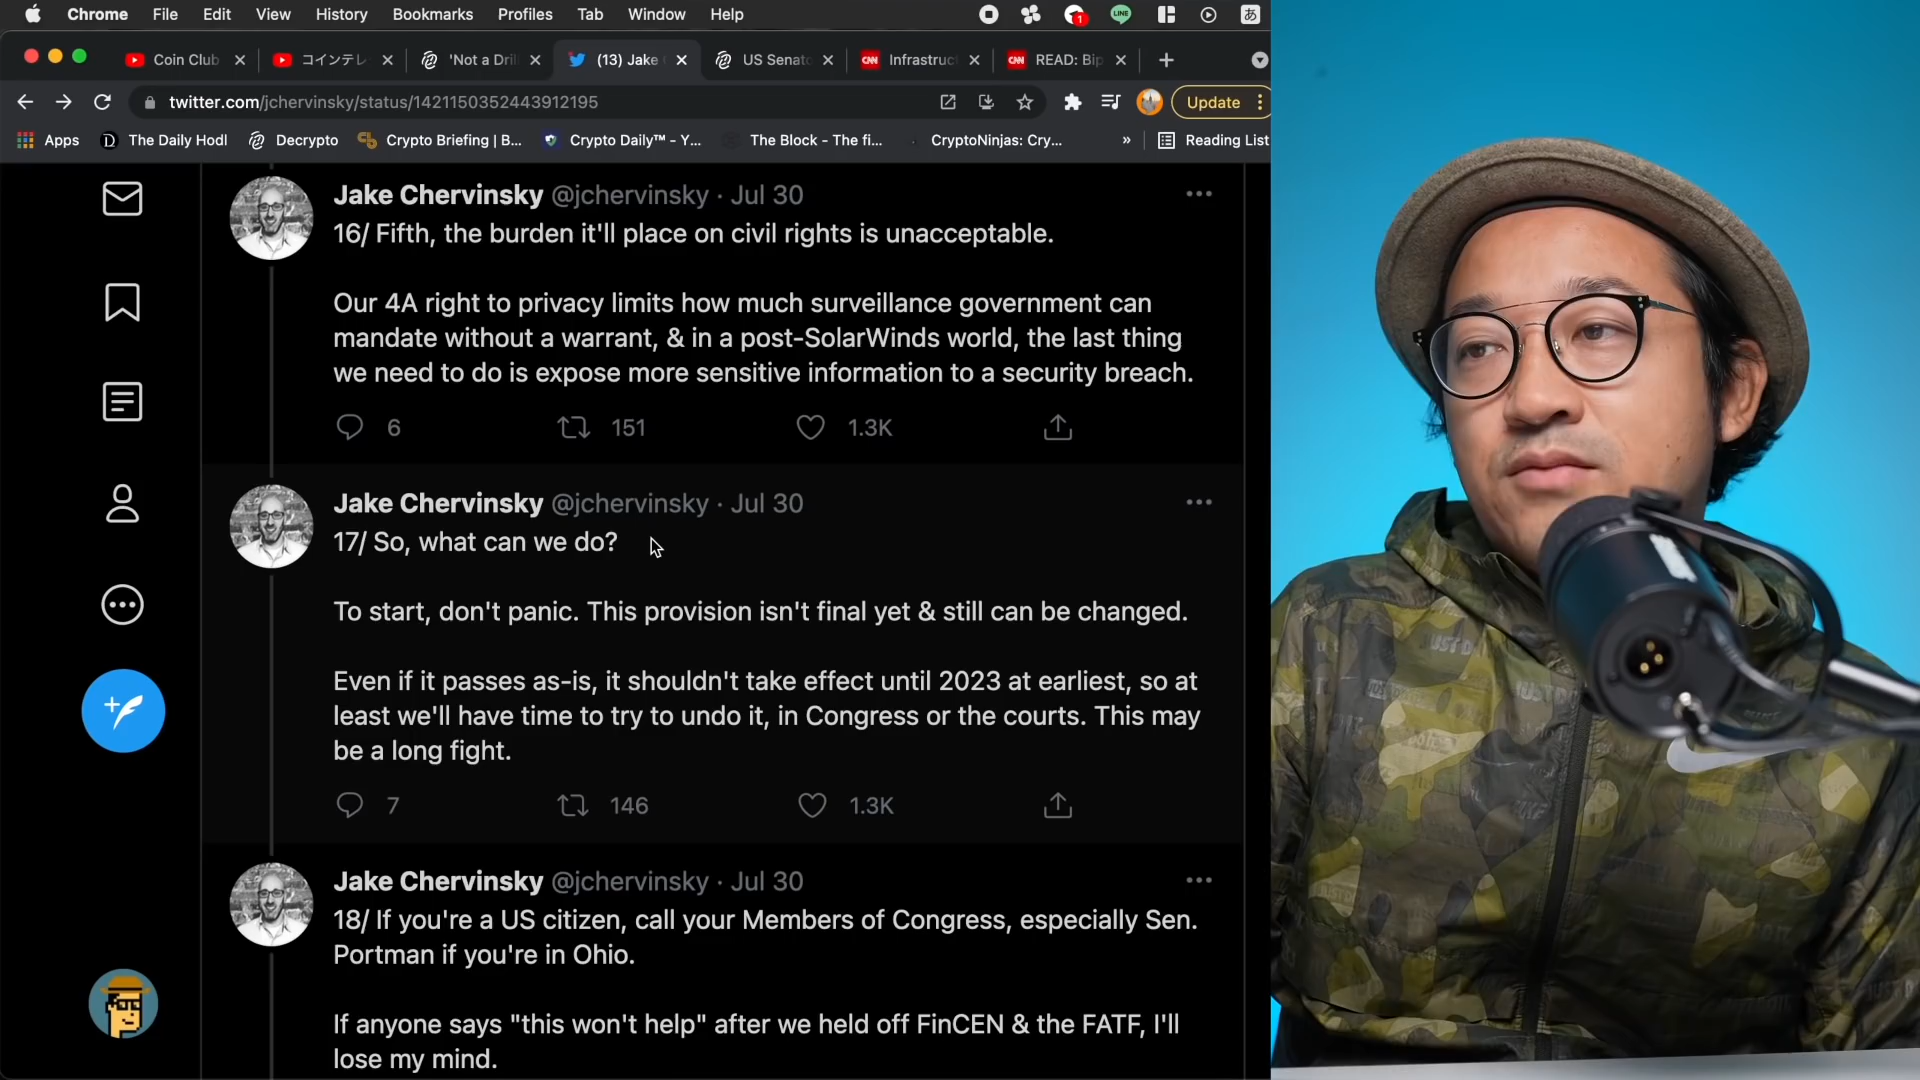 Chrome File Edit View History Bookmarks Profiles Tab Window Help
1 LINE あ
Coin Club コインテレ 'Not a Dril (13) Jake US Senato CNN Infrastruc CNN READ: Bip
twitter.com/jchervinsky/status/1421150352443912195 Update
Apps The Daily Hodl Decrypto Crypto Briefing | B... Crypto Daily™ - Y... The Block - The fi... CryptoNinjas: Cry... » Reading List
Jake Chervinsky @jchervinsky · Jul 30
16/ Fifth, the burden it'll place on civil rights is unacceptable.
Our 4A right to privacy limits how much surveillance government can
mandate without a warrant, & in a post-SolarWinds world, the last thing
we need to do is expose more sensitive information to a security breach.
6 151 1.3K
Jake Chervinsky @jchervinsky · Jul 30
17/ So, what can we do?
To start, don't panic. This provision isn't final yet & still can be changed.
Even if it passes as-is, it shouldn't take effect until 2023 at earliest, so at
least we'll have time to try to undo it, in Congress or the courts. This may
be a long fight.
7 146 1.3K
Jake Chervinsky @jchervinsky · Jul 30
18/ If you're a US citizen, call your Members of Congress, especially Sen.
Portman if you're in Ohio.
If anyone says "this won't help" after we held off FinCEN & the FATF, I'll
lose my mind.